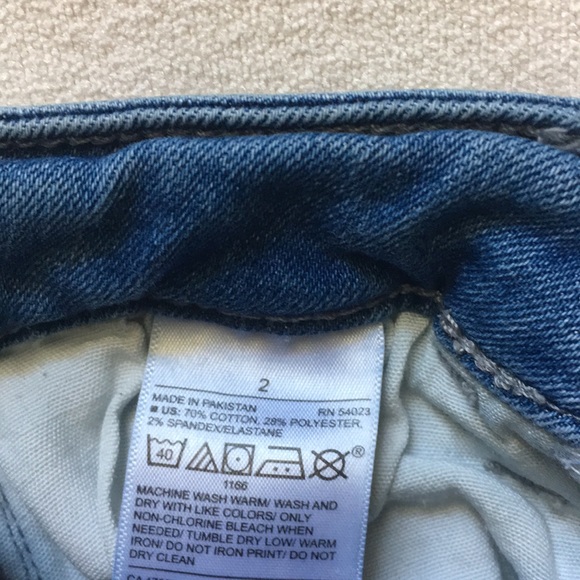 2
MADE IN PAKISTAN RN 54023
■ US: 70% COTTON, 28% POLYESTER,
2% SPANDEX/ELASTANE
40 ®
1166
MACHINE WASH WARM/ WASH AND
DRY WITH LIKE COLORS/ ONLY
NON-CHLORINE BLEACH WHEN
NEEDED/ TUMBLE DRY LOW/ WARM
IRON/ DO NOT IRON PRINT/ DO NOT
DRY CLEAN